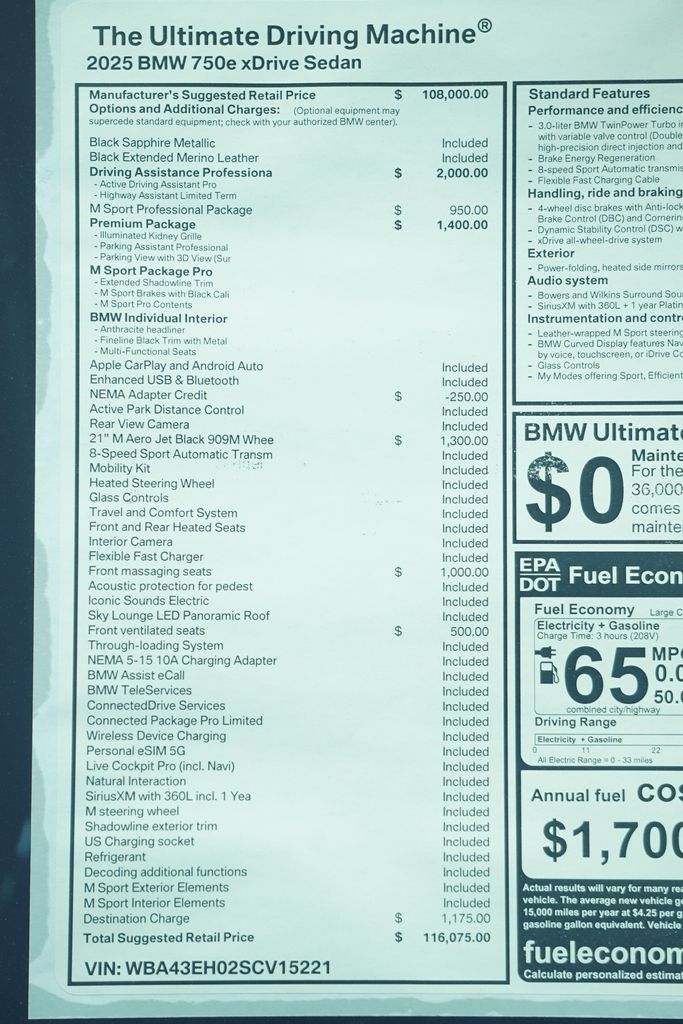 The Ultimate Driving Machine®
2025 BMW 750e xDrive Sedan
Manufacturer's Suggested Retail Price $ 108,000.00
Options and Additional Charges: (Optional equipment may
supercede standard equipment; check with your authorized BMW center).
Black Sapphire Metallic Included
Black Extended Merino Leather Included
Driving Assistance Professiona $ 2,000.00
- Active Driving Assistant Pro
- Highway Assistant Limited Term
M Sport Professional Package $ 950.00
Premium Package $ 1,400.00
- Illuminated Kidney Grille
- Parking Assistant Professional
- Parking View with 3D View (Sur
M Sport Package Pro
- Extended Shadowline Trim
- M Sport Brakes with Black Cali
- M Sport Pro Contents
BMW Individual Interior
- Anthracite headliner
- Fineline Black Trim with Metal
- Multi-Functional Seats
Apple CarPlay and Android Auto Included
Enhanced USB & Bluetooth Included
NEMA Adapter Credit $ -250.00
Active Park Distance Control Included
Rear View Camera Included
21" M Aero Jet Black 909M Whee $ 1,300.00
8-Speed Sport Automatic Transm Included
Mobility Kit Included
Heated Steering Wheel Included
Glass Controls Included
Travel and Comfort System Included
Front and Rear Heated Seats Included
Interior Camera Included
Flexible Fast Charger Included
Front massaging seats $ 1,000.00
Acoustic protection for pedest Included
Iconic Sounds Electric Included
Sky Lounge LED Panoramic Roof Included
Front ventilated seats $ 500.00
Through-loading System Included
NEMA 5-15 10A Charging Adapter Included
BMW Assist eCall Included
BMW TeleServices Included
ConnectedDrive Services Included
Connected Package Pro Limited Included
Wireless Device Charging Included
Personal eSIM 5G Included
Live Cockpit Pro (incl. Navi) Included
Natural Interaction Included
SiriusXM with 360L incl. 1 Yea Included
M steering wheel Included
Shadowline exterior trim Included
US Charging socket Included
Refrigerant Included
Decoding additional functions Included
M Sport Exterior Elements Included
M Sport Interior Elements Included
Destination Charge $ 1,175.00
Total Suggested Retail Price $ 116,075.00
VIN: WBA43EH02SCV15221
Standard Features
Performance and efficienc
- 3.0-liter BMW TwinPower Turbo i
with variable valve control (Double
high-precision direct injection and
- Brake Energy Regeneration
- 8-speed Sport Automatic transmis
- Flexible Fast Charging Cable
Handling, ride and braking
- 4-wheel disc brakes with Anti-lock
Brake Control (DBC) and Cornerin
- Dynamic Stability Control (DSC) w
- xDrive all-wheel-drive system
Exterior
- Power-folding, heated side mirrors
Audio system
- Bowers and Wilkins Surround Sou
- SiriusXM with 360L + 1 year Platin
Instrumentation and contr
- Leather-wrapped M Sport steering
- BMW Curved Display features Nav
by voice, touchscreen, or iDrive Co
- Glass Controls
- My Modes offering Sport, Efficient
BMW Ultimate
$0
Mainte
For the
36,000
comes
mainte
EPA
DOT Fuel Econ
Fuel Economy Large C
Electricity + Gasoline
Charge Time: 3 hours (208V)
65 MPG
0.0
50.
combined city/highway
Driving Range
Electricity + Gasoline
0 11 22
All Electric Range = 0 - 33 miles
Annual fuel COS
$1,700
Actual results will vary for many rea
vehicle. The average new vehicle ge
15,000 miles per year at $4.25 per g
gasoline gallon equivalent. Vehicle
fueleconom
Calculate personalized estimat